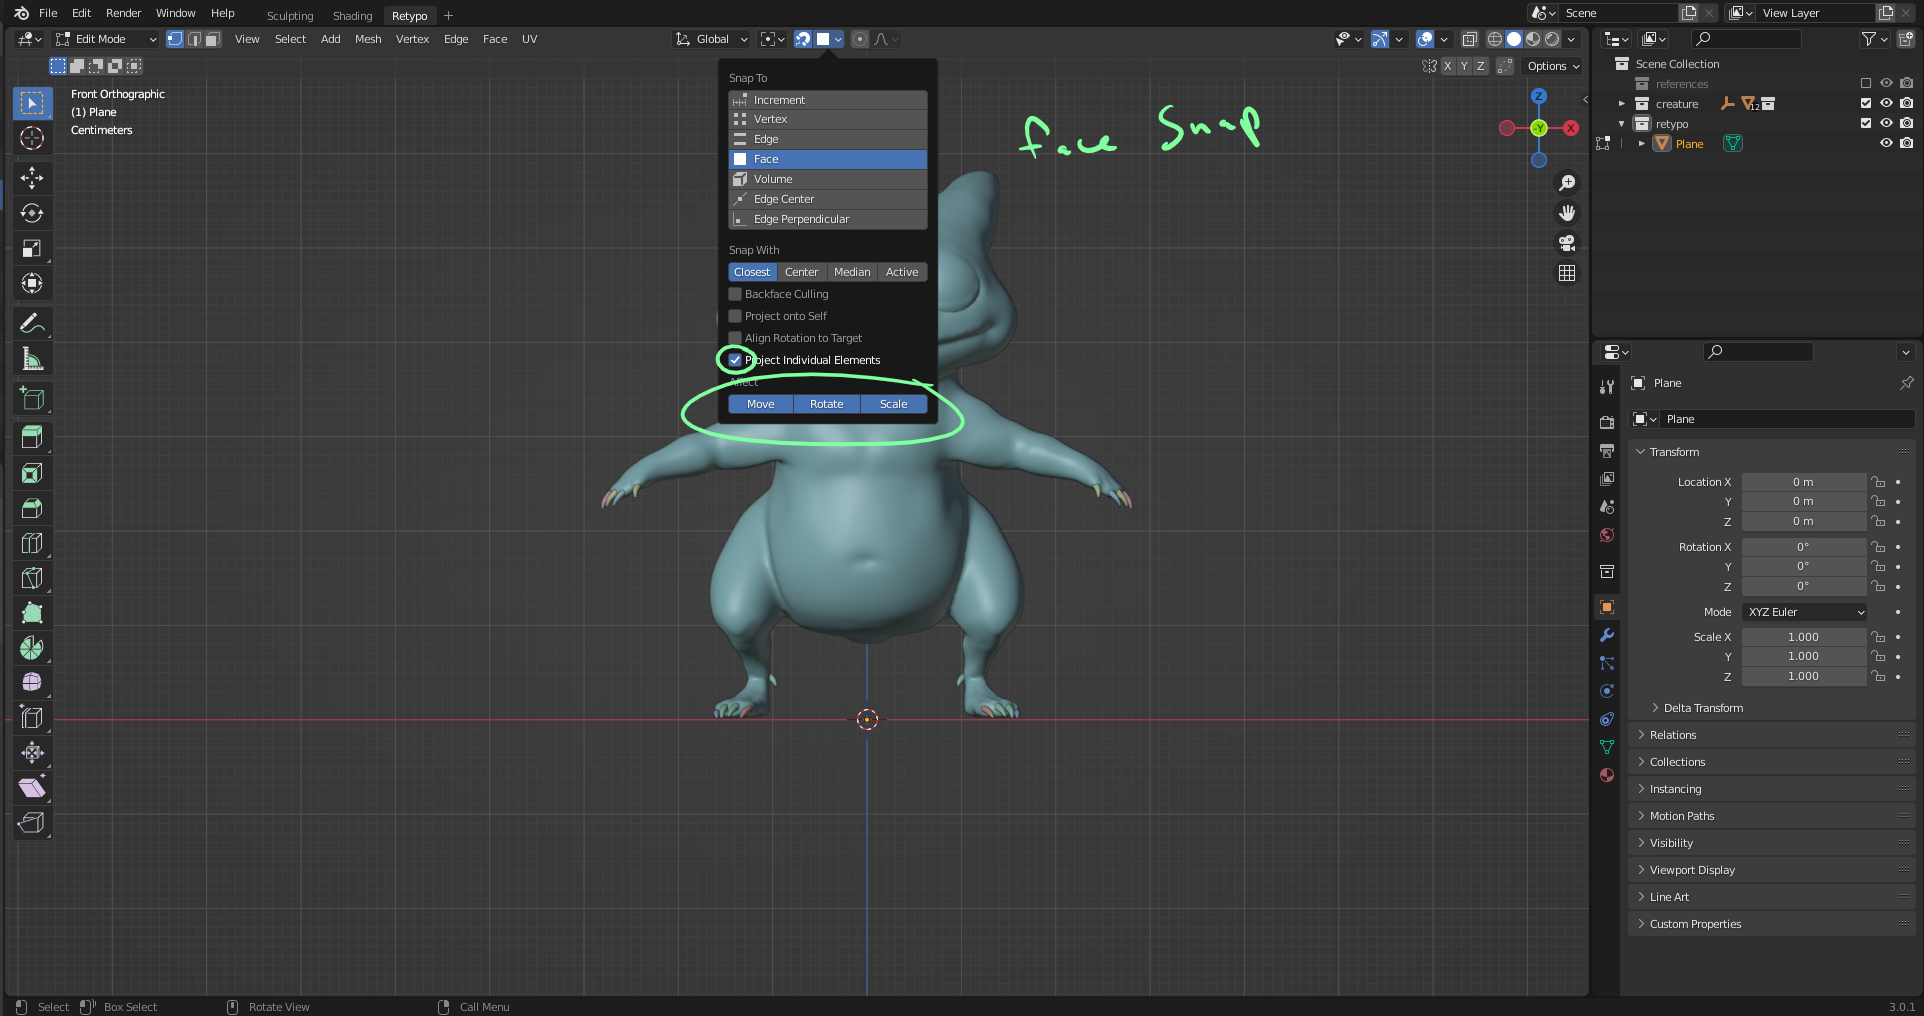 File Edit Render Window Help Sculpting Shading Retypo + Scene View Layer
Edit Mode View Select Add Mesh Vertex Edge Face UV Global
X Y Z Options
Front Orthographic
(1) Plane
Centimeters
Snap To
Increment
Vertex
Edge
Face
Volume
Edge Center
Edge Perpendicular
Snap With
Closest Center Median Active
Backface Culling
Project onto Self
Align Rotation to Target
Project Individual Elements
Affect
Move Rotate Scale
face Snap
Z
-Y X
Scene Collection
references
creature 12
retypo
Plane
Plane
Plane
Transform
Location X 0 m
Y 0 m
Z 0 m
Rotation X 0°
Y 0°
Z 0°
Mode XYZ Euler
Scale X 1.000
Y 1.000
Z 1.000
Delta Transform
Relations
Collections
Instancing
Motion Paths
Visibility
Viewport Display
Line Art
Custom Properties
Select Box Select Rotate View Call Menu 3.0.1